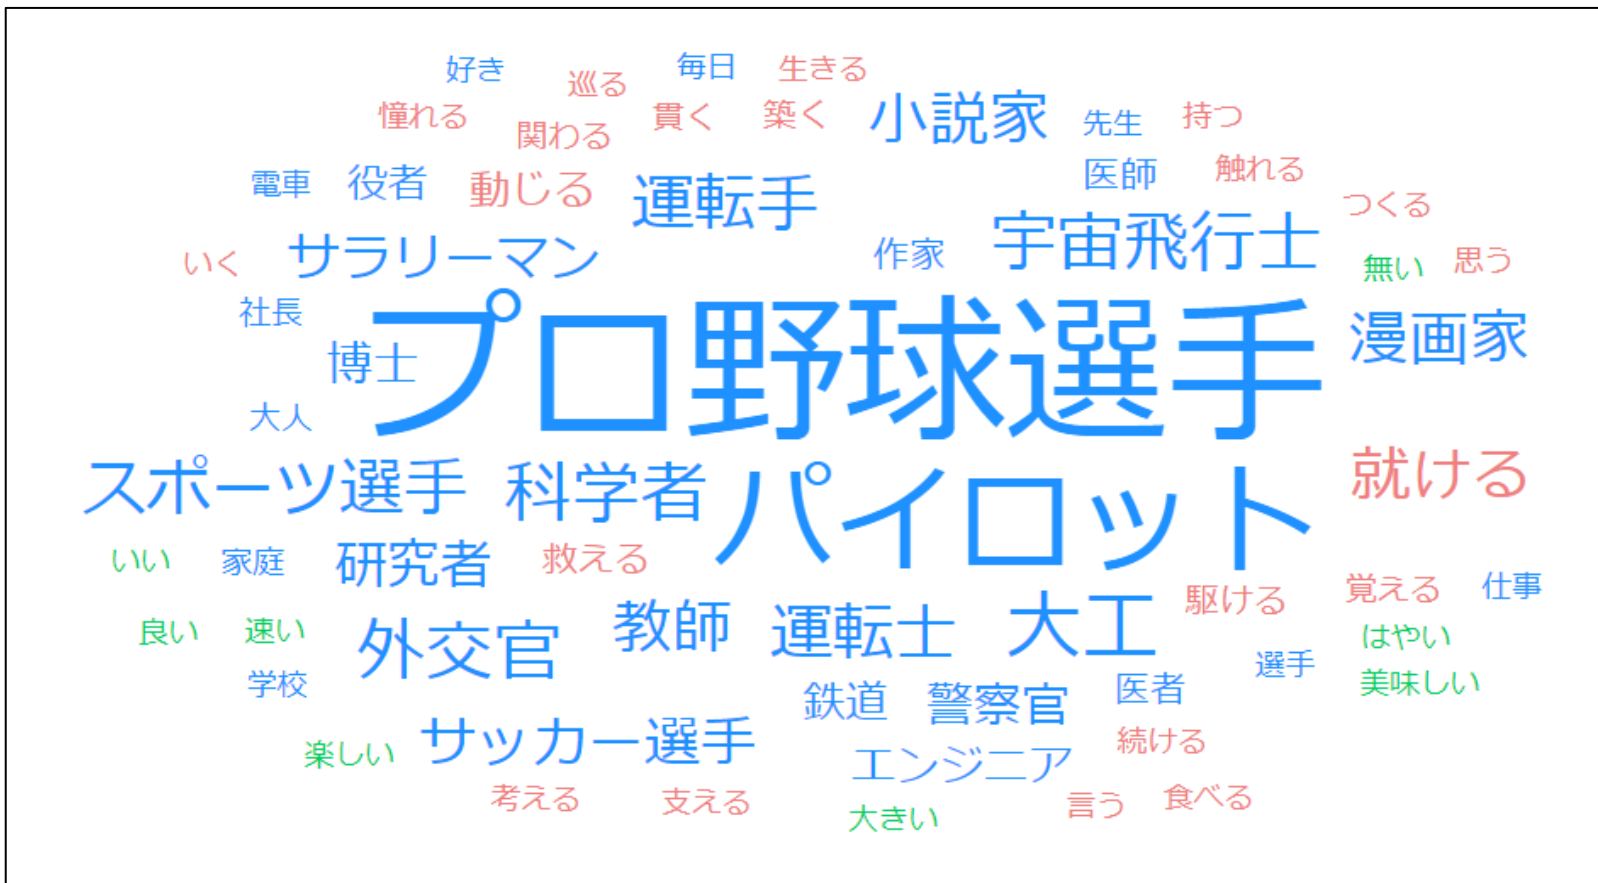 好き
巡る
毎日
生きる
憧れる
関わる
貫く
築く
小説家
先生
持つ
電車
役者
動じる
運転手
医師
触れる
つくる
いく
サラリーマン
作家
宇宙飛行士
無い
思う
社長
博士
プロ野球選手
漫画家
大人
スポーツ選手
科学者
パイロット
就ける
いい
家庭
研究者
救える
駆ける
覚える
仕事
良い
速い
外交官
教師
運転士
大工
はやい
学校
選手
美味しい
鉄道
警察官
医者
楽しい
サッカー選手
エンジニア
続ける
考える
支える
大きい
言う
食べる